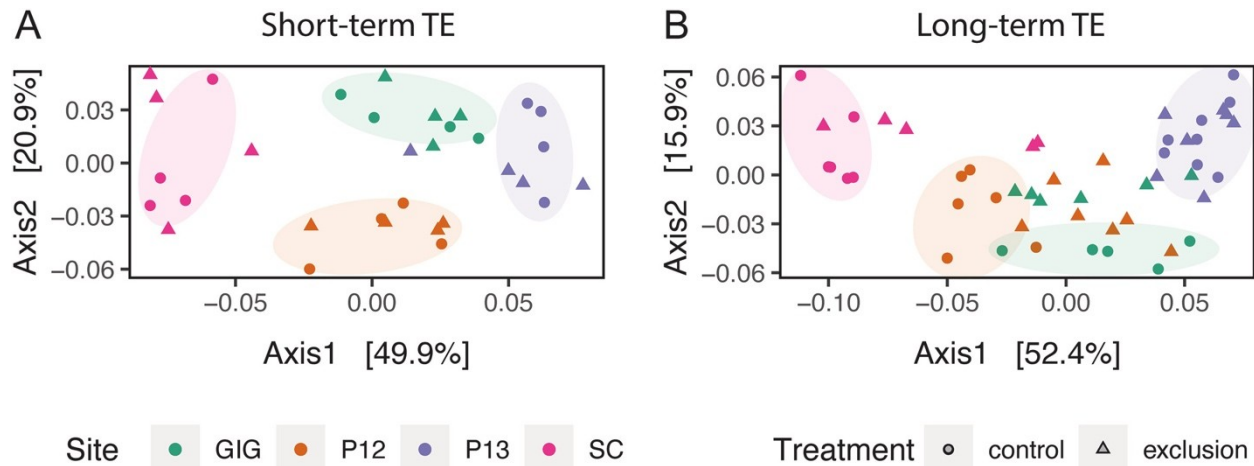 A Short-term TE
B Long-term TE
Axis2 [20.9%]
0.03
0.00
−0.03
−0.06
−0.05 0.00 0.05
Axis1 [49.9%]
Axis2 [15.9%]
0.06
0.03
0.00
−0.03
−0.06
−0.10 −0.05 0.00 0.05
Axis1 [52.4%]
Site GIG P12 P13 SC
Treatment control exclusion